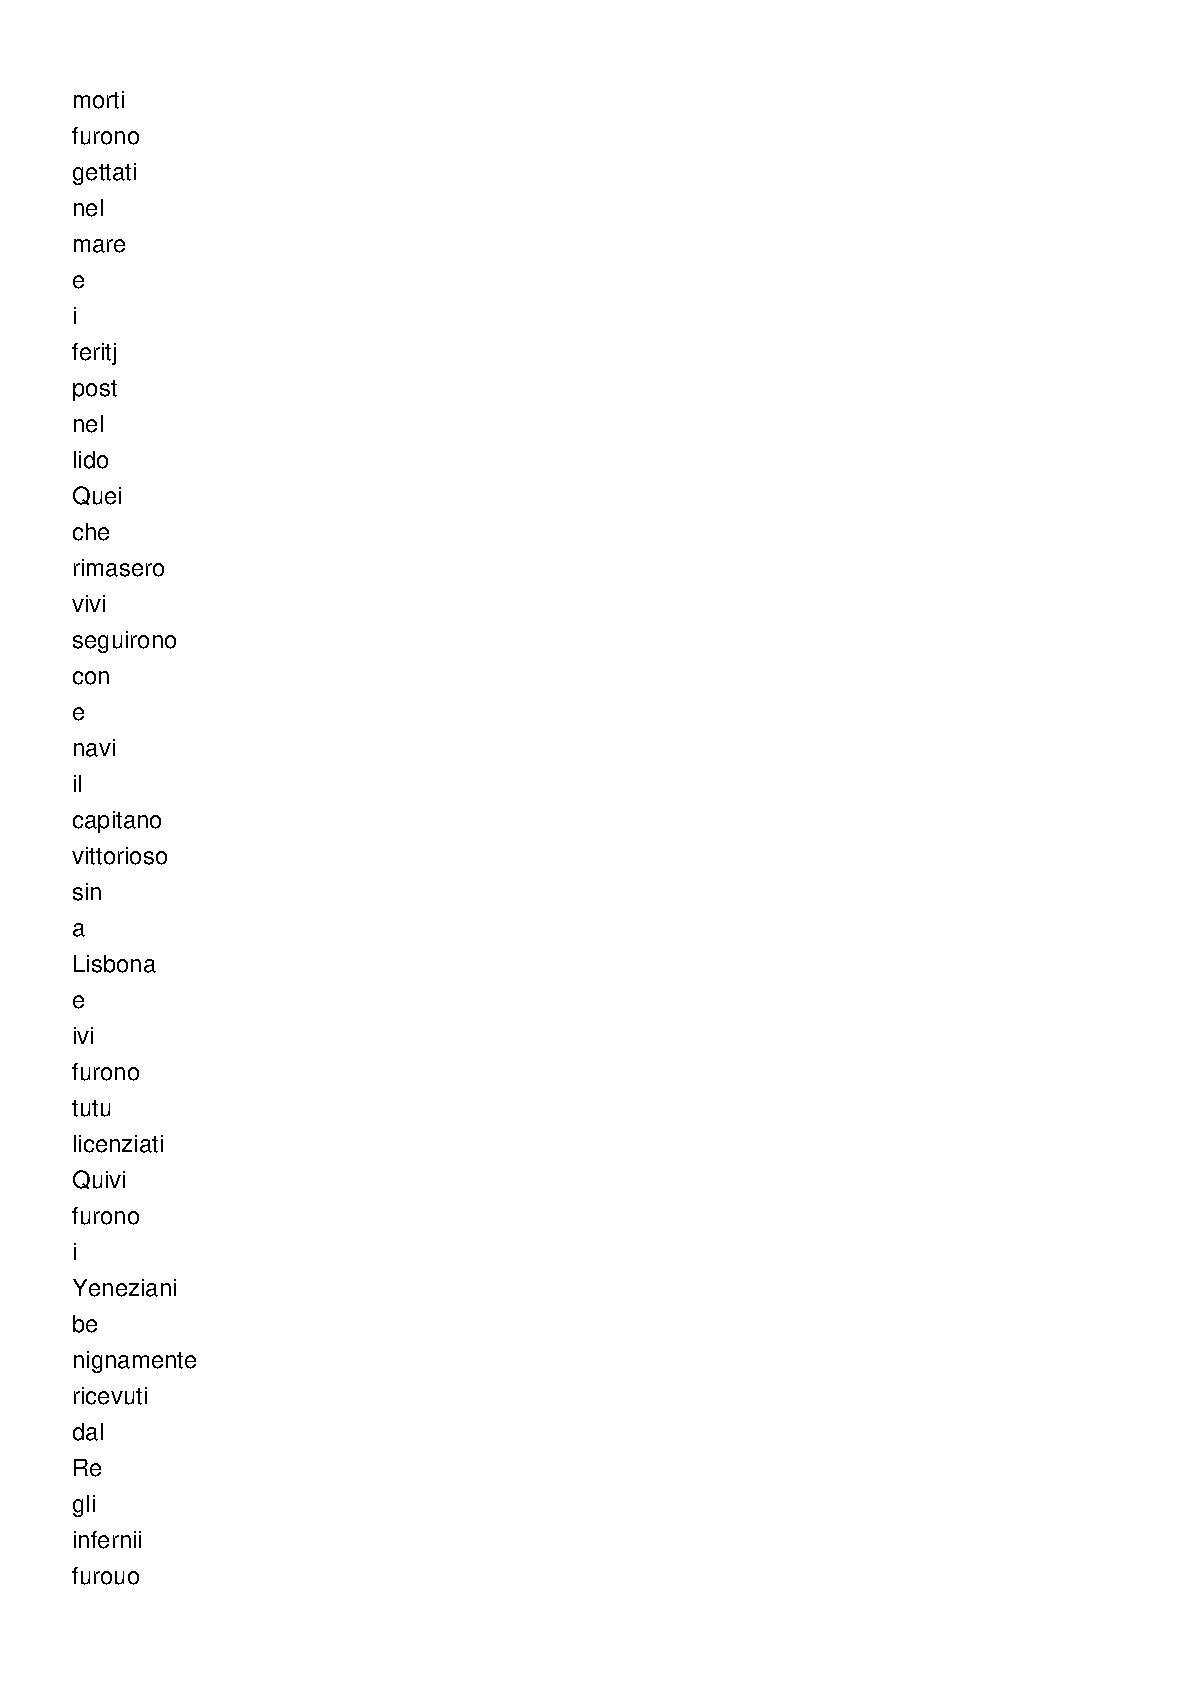 morti
furono
gettati
nel
mare
e
i
feritj
post
nel
lido
Quei
che
rimasero
vivi
seguirono
con
e
navi
il
capitano
vittorioso
sin
a
Lisbona
e
ivi
furono
tutu
licenziati
Quivi
furono
i
Yeneziani
be
nignamente
ricevuti
dal
Re
gli
infernii
furouo